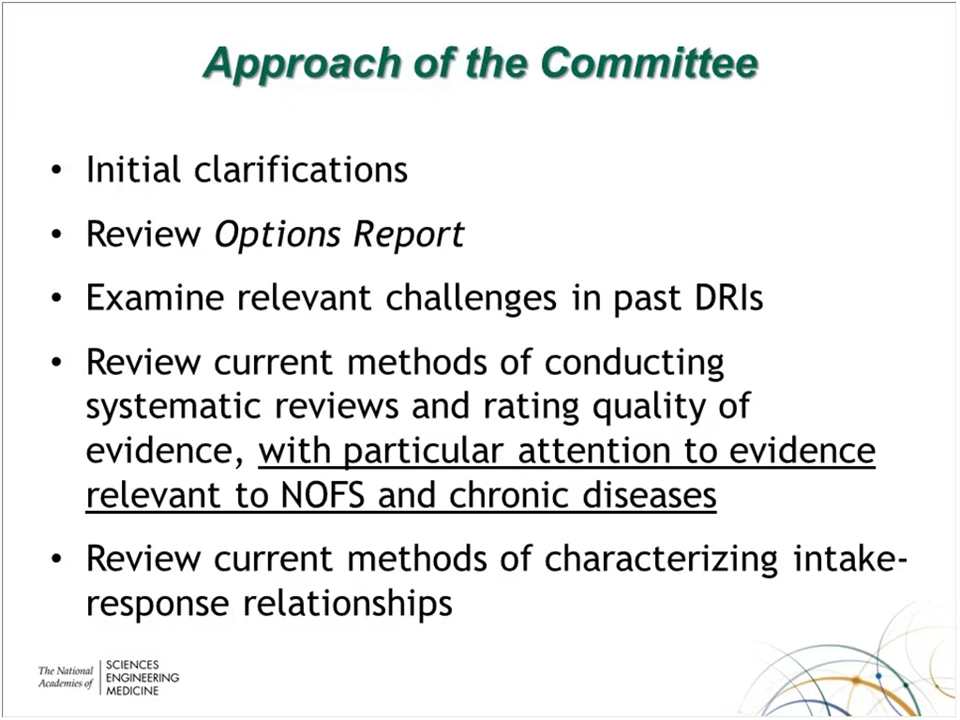 Approach of the Committee
• Initial clarifications
• Review Options Report
• Examine relevant challenges in past DRIs
• Review current methods of conducting
systematic reviews and rating quality of
evidence, with particular attention to evidence
relevant to NOFS and chronic diseases
• Review current methods of characterizing intake-
response relationships
The National
Academies of
SCIENCES
ENGINEERING
MEDICINE